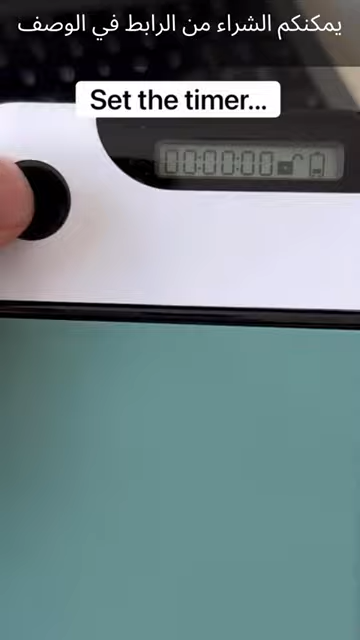 يمكنكم الشراء من الرابط في الوصف
Set the timer...
00:00:00